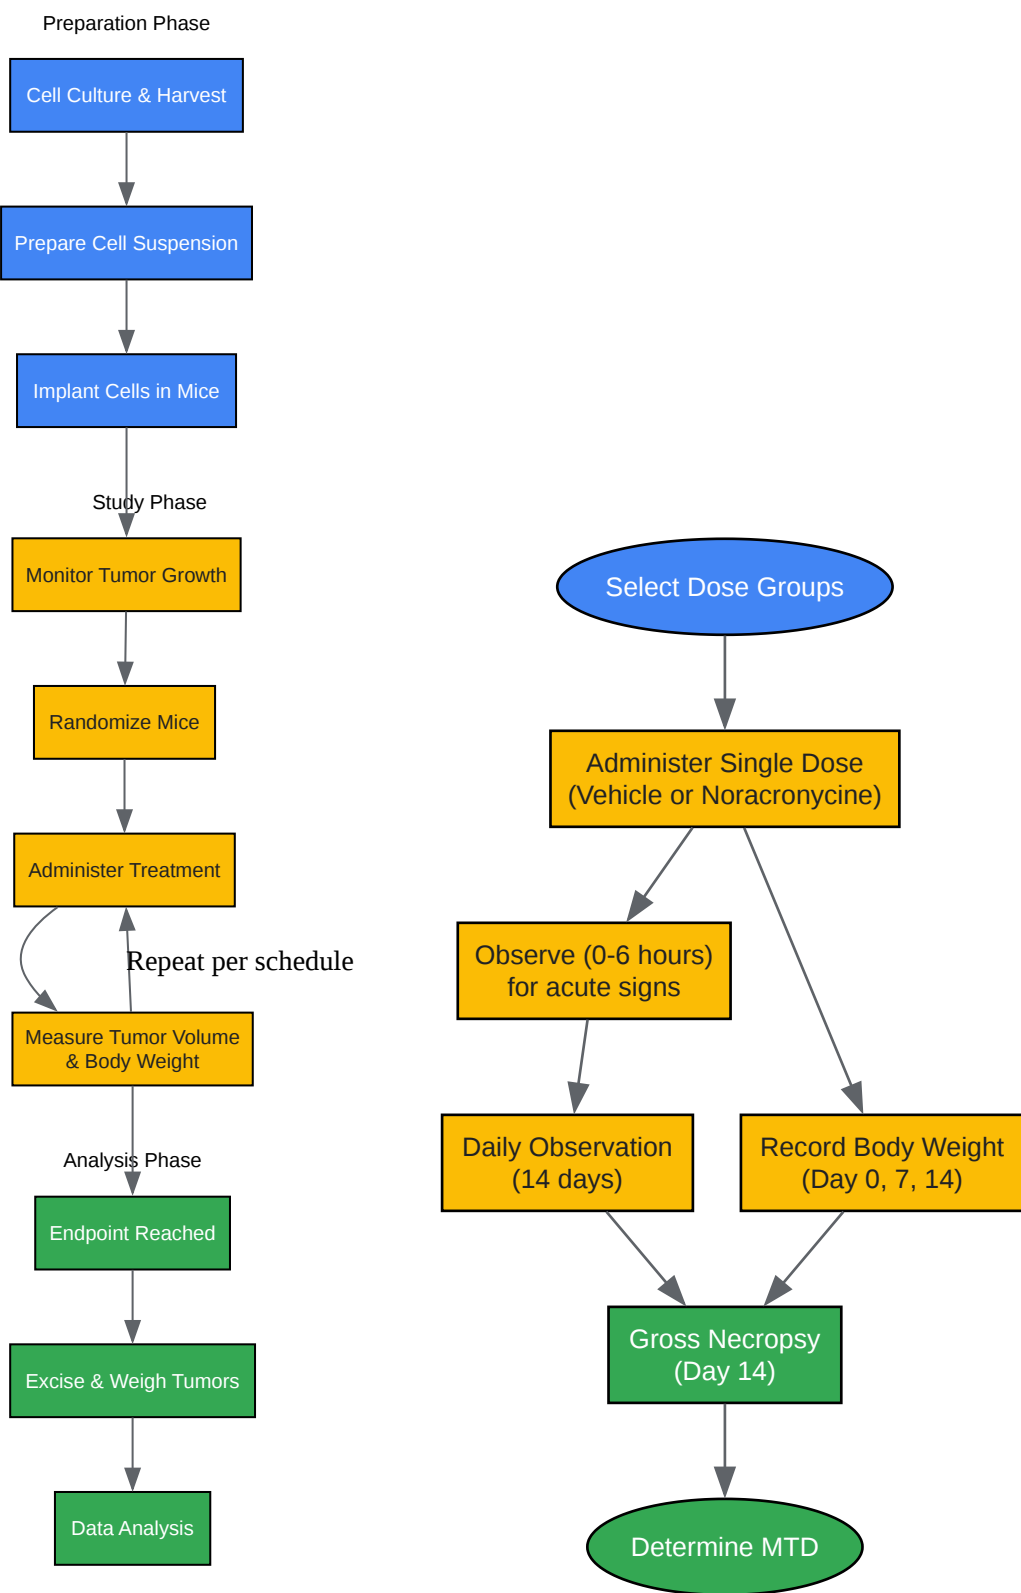 Preparation Phase
Cell Culture & Harvest
Prepare Cell Suspension
Implant Cells in Mice
Study Phase
Monitor Tumor Growth
Randomize Mice
Administer Treatment
Repeat per schedule
Measure Tumor Volume
& Body Weight
Analysis Phase
Endpoint Reached
Excise & Weigh Tumors
Data Analysis
Select Dose Groups
Administer Single Dose
(Vehicle or Noracronycine)
Observe (0-6 hours)
for acute signs
Daily Observation
(14 days)
Record Body Weight
(Day 0, 7, 14)
Gross Necropsy
(Day 14)
Determine MTD